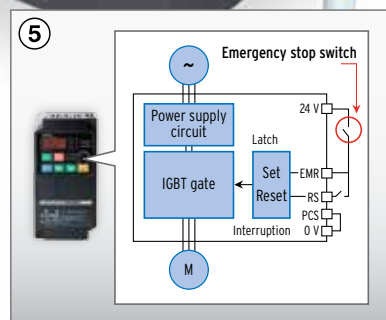 5
Emergency stop switch
~
24 V
Power supply
circuit
Latch
IGBT gate
Set
Reset
EMR
RS
PCS
Interruption
0 V
M